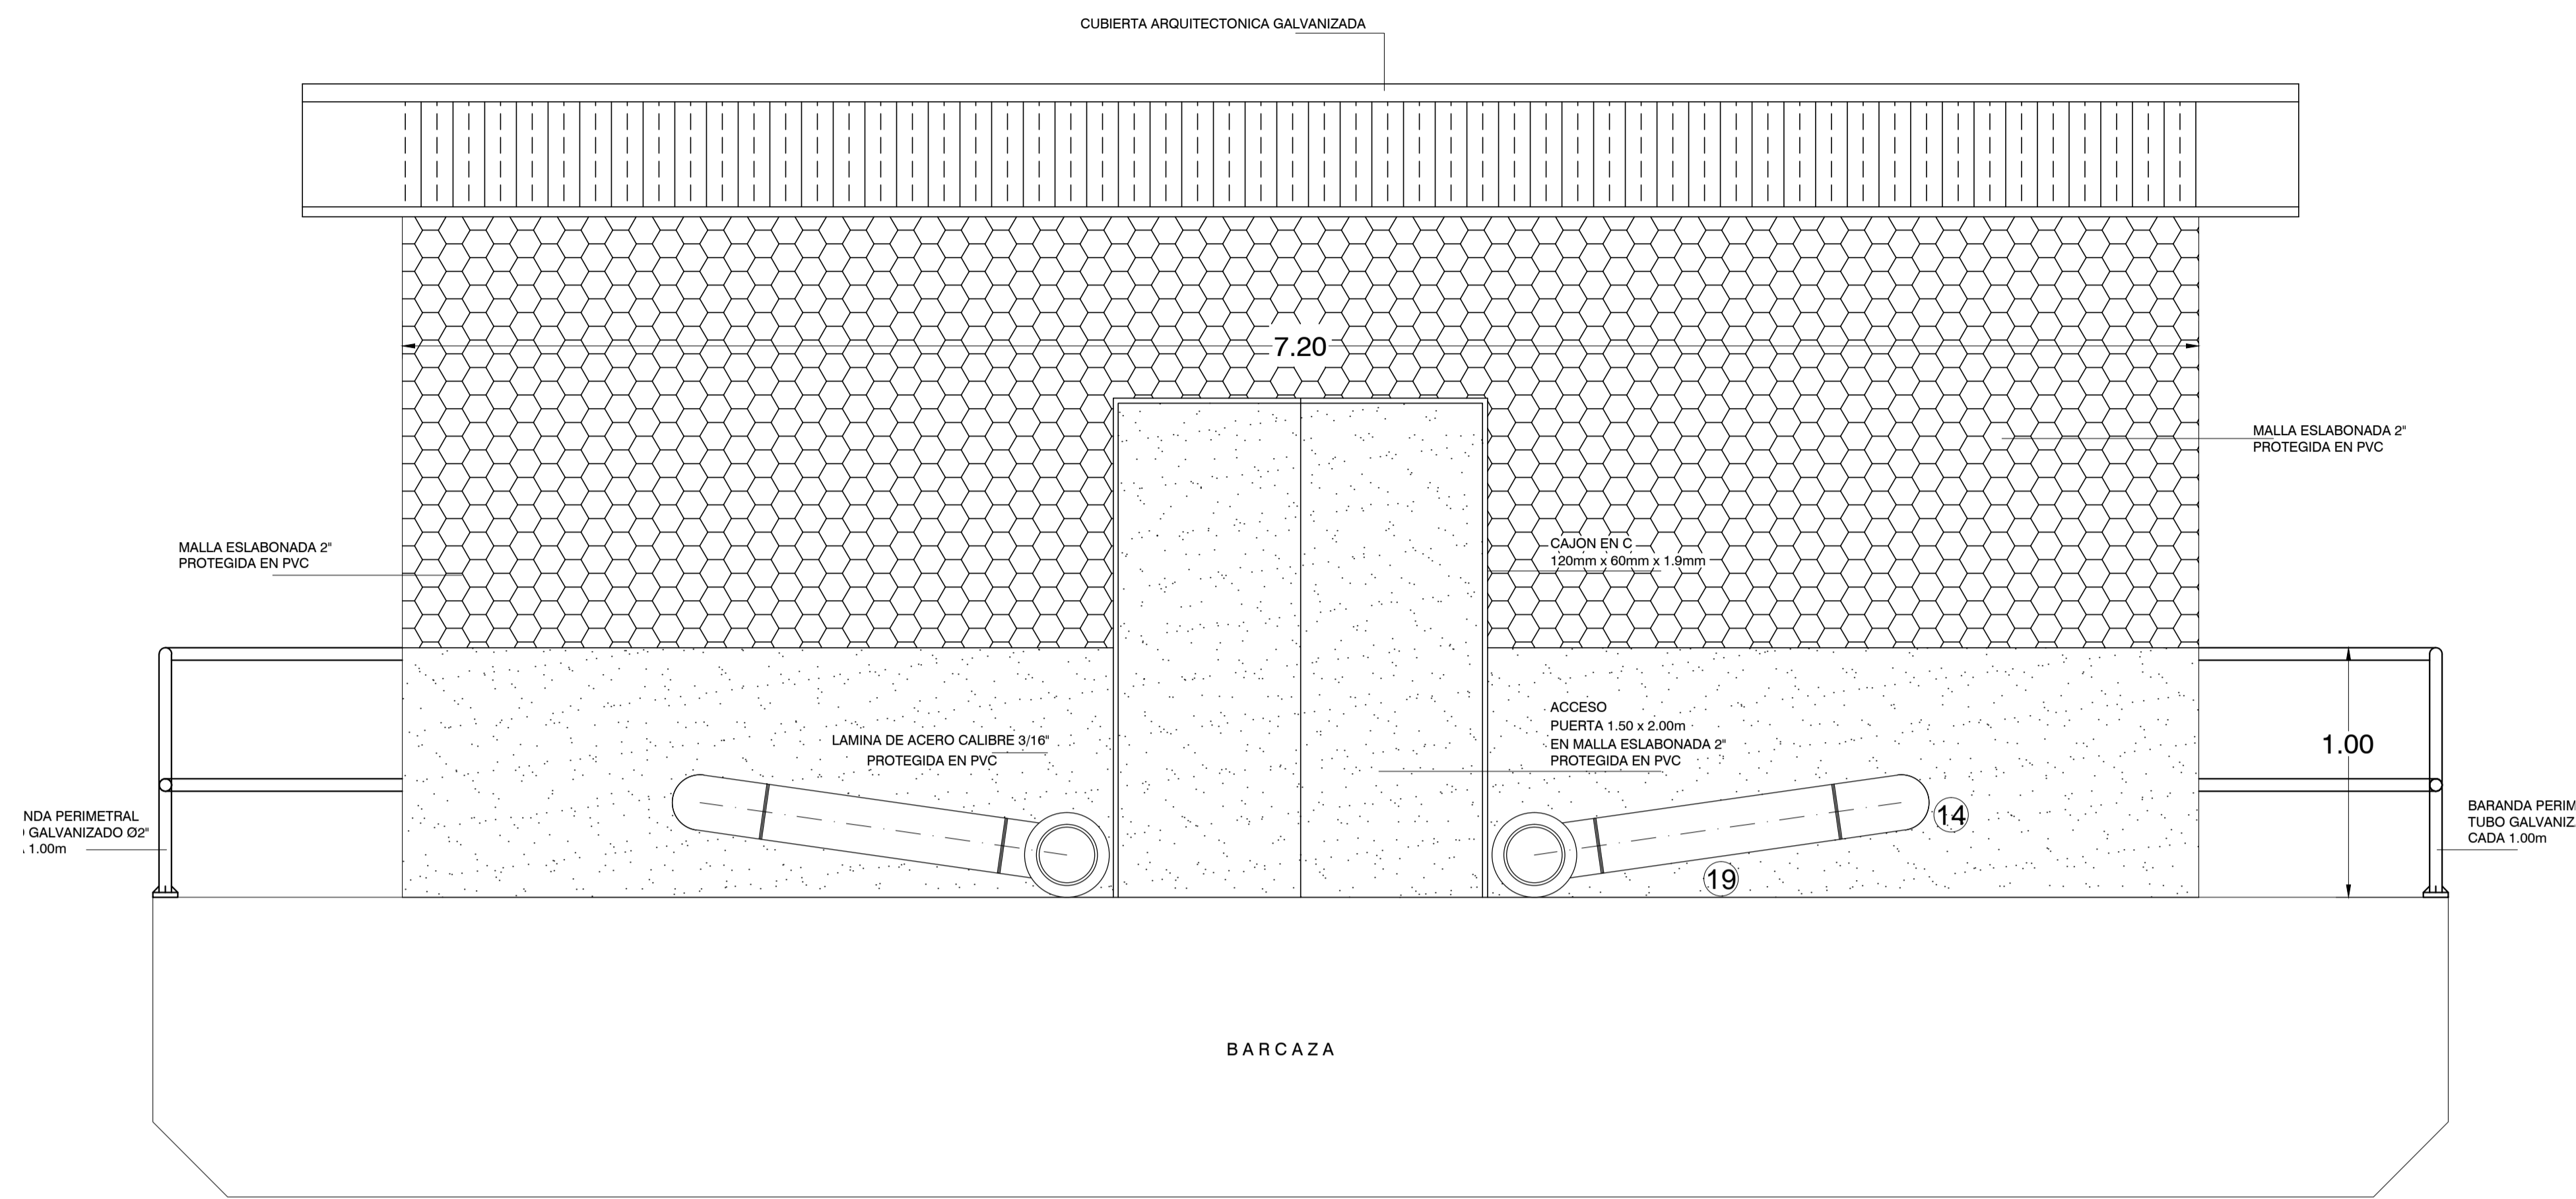 CUBIERTA ARQUITECTONICA GALVANIZADA
7.20
MALLA ESLABONADA 2"
PROTEGIDA EN PVC
MALLA ESLABONADA 2"
PROTEGIDA EN PVC
CAJON EN C
120mm x 60mm x 1.9mm
LAMINA DE ACERO CALIBRE 3/16"
PROTEGIDA EN PVC
ACCESO
PUERTA 1.50 x 2.00m
EN MALLA ESLABONADA 2"
PROTEGIDA EN PVC
1.00
14
19
NDA PERIMETRAL
GALVANIZADO Ø2"
1.00m
BARANDA PERIM
TUBO GALVANIZ
CADA 1.00m
BARCAZA